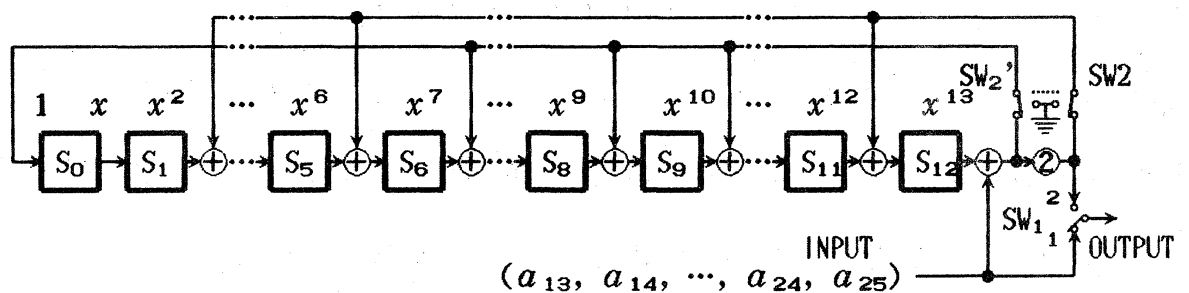 SW₂' SW2
1 x x² ... x⁶ x⁷ ... x⁹ x¹⁰ ... x¹² x¹³
S₀ S₁ S₅ S₆ S₈ S₉ S₁₁ S₁₂ ②
SW₁ 2
1
INPUT OUTPUT
(a₁₃, a₁₄, ..., a₂₄, a₂₅)